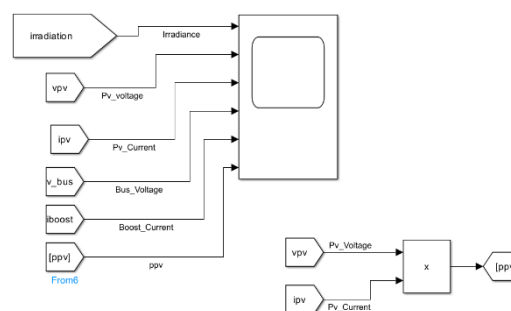 irradiation
Irradiance
vpv
Pv_voltage
ipv
Pv_Current
v_bus
Bus_Voltage
iboost
Boost_Current
[ppv]
ppv
From6
vpv
Pv_Voltage
x
[ppv
ipv
Pv_Current